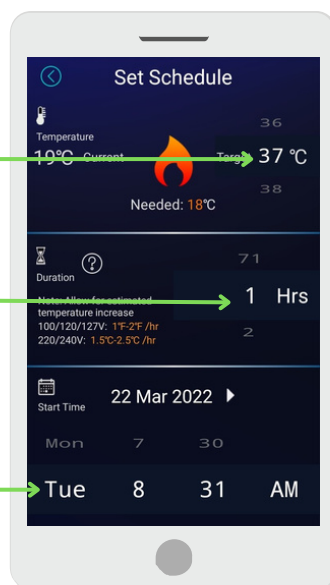 Set Schedule
36
Temperature
19°C Current
Target 37 °C
38
Needed: 18°C
71
Duration
?
1 Hrs
Note: Allow for estimated
temperature increase
100/120/127V: 1°F-2°F /hr
220/240V: 1.5°C-2.5°C /hr
2
Start Time
22 Mar 2022
Mon 7 30
Tue 8 31 AM